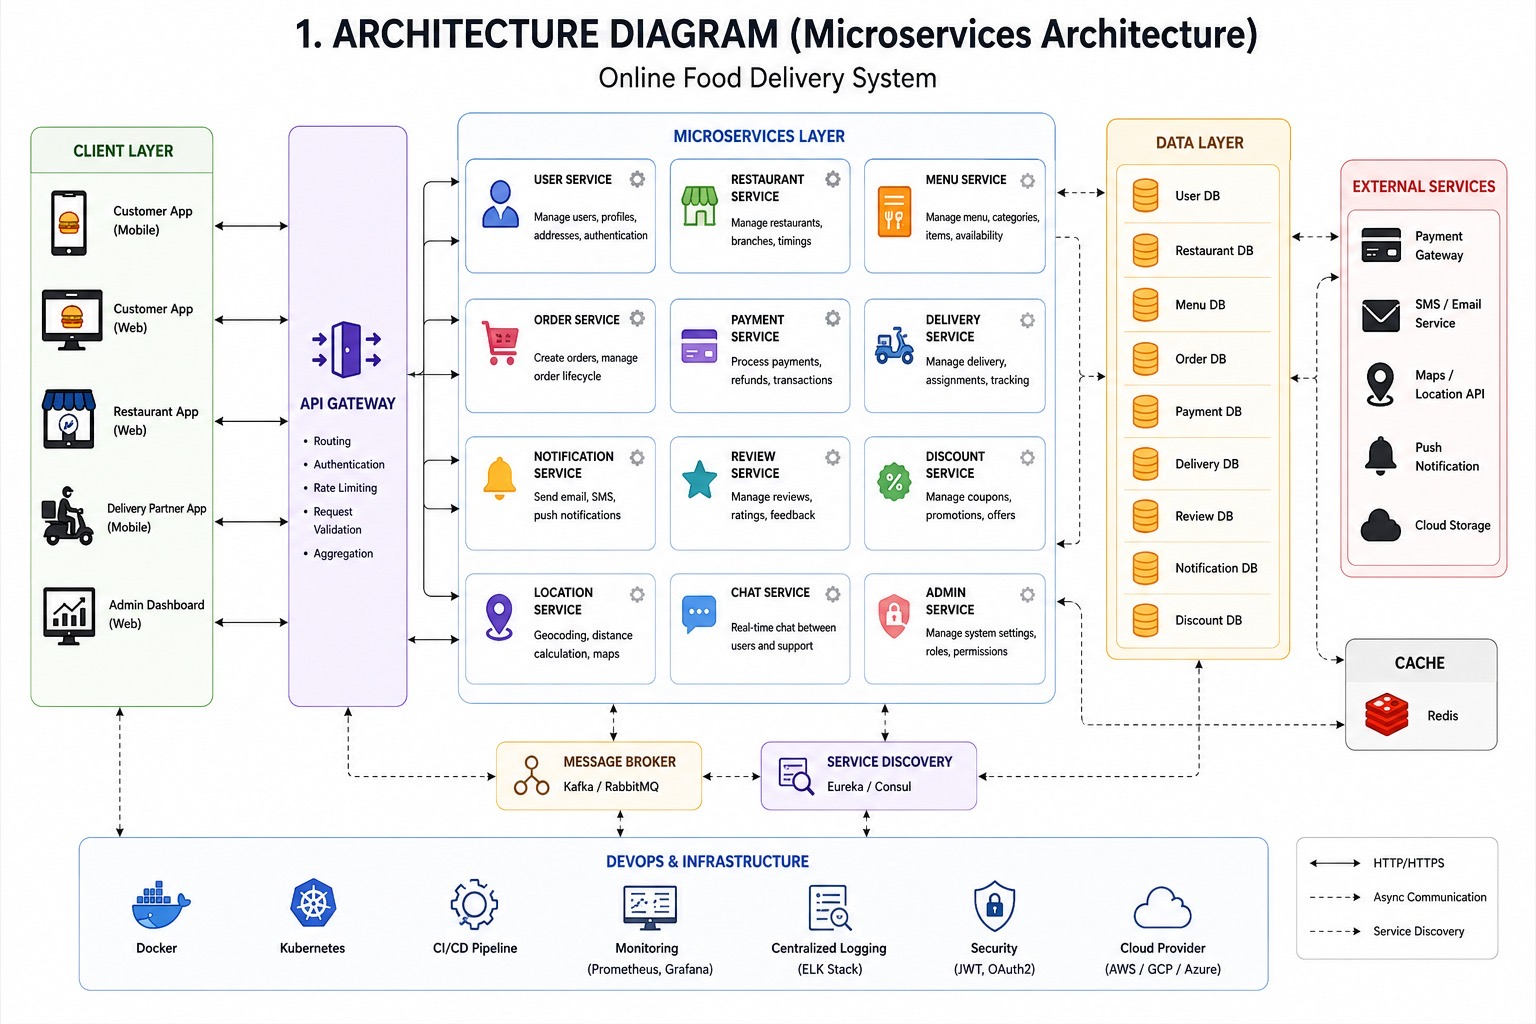 1. ARCHITECTURE DIAGRAM (Microservices Architecture)
Online Food Delivery System
CLIENT LAYER
Customer App
(Mobile)
Customer App
(Web)
Restaurant App
(Web)
Delivery Partner App
(Mobile)
Admin Dashboard
(Web)
API GATEWAY
• Routing
• Authentication
• Rate Limiting
• Request
Validation
• Aggregation
MICROSERVICES LAYER
USER SERVICE
Manage users, profiles,
addresses, authentication
RESTAURANT
SERVICE
Manage restaurants,
branches, timings
MENU SERVICE
Manage menu, categories,
items, availability
ORDER SERVICE
Create orders, manage
order lifecycle
PAYMENT
SERVICE
Process payments,
refunds, transactions
DELIVERY
SERVICE
Manage delivery,
assignments, tracking
NOTIFICATION
SERVICE
Send email, SMS,
push notifications
REVIEW
SERVICE
Manage reviews,
ratings, feedback
DISCOUNT
SERVICE
Manage coupons,
promotions, offers
LOCATION
SERVICE
Geocoding, distance
calculation, maps
CHAT SERVICE
Real-time chat between
users and support
ADMIN
SERVICE
Manage system settings,
roles, permissions
DATA LAYER
User DB
Restaurant DB
Menu DB
Order DB
Payment DB
Delivery DB
Review DB
Notification DB
Discount DB
EXTERNAL SERVICES
Payment
Gateway
SMS / Email
Service
Maps /
Location API
Push
Notification
Cloud Storage
CACHE
Redis
MESSAGE BROKER
Kafka / RabbitMQ
SERVICE DISCOVERY
Eureka / Consul
DEVOPS & INFRASTRUCTURE
Docker
Kubernetes
CI/CD Pipeline
Monitoring
(Prometheus, Grafana)
Centralized Logging
(ELK Stack)
Security
(JWT, OAuth2)
Cloud Provider
(AWS / GCP / Azure)
HTTP/HTTPS
Async Communication
Service Discovery